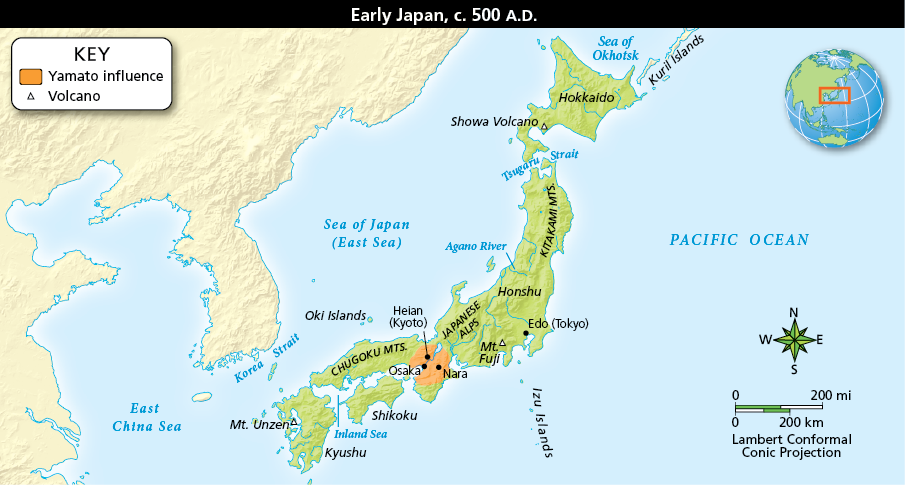 Early Japan, c. 500 A.D.
KEY
Yamato influence
Volcano
Sea of
Okhotsk
Kuril Islands
Hokkaido
Showa Volcano
Tsugaru Strait
KITAKAMI MTS.
Sea of Japan
(East Sea)
Agano River
PACIFIC OCEAN
Honshu
Oki Islands
Heian
(Kyoto)
JAPANESE
ALPS
Edo (Tokyo)
Mt.
Fuji
CHUGOKU MTS.
Korea Strait
Osaka
Nara
East
China Sea
Mt. Unzen
Shikoku
Inland Sea
Kyushu
Izu Islands
N
W
E
S
0
200 mi
0
200 km
Lambert Conformal
Conic Projection